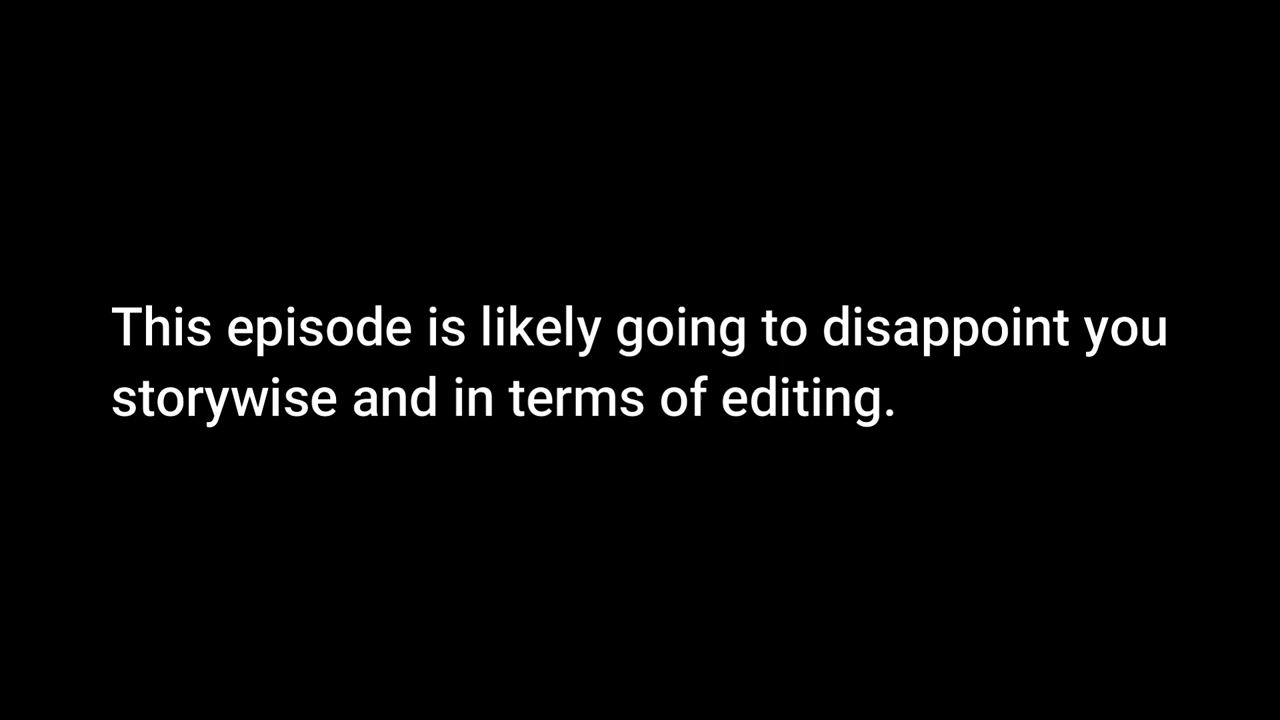 This episode is likely going to disappoint you
storywise and in terms of editing.